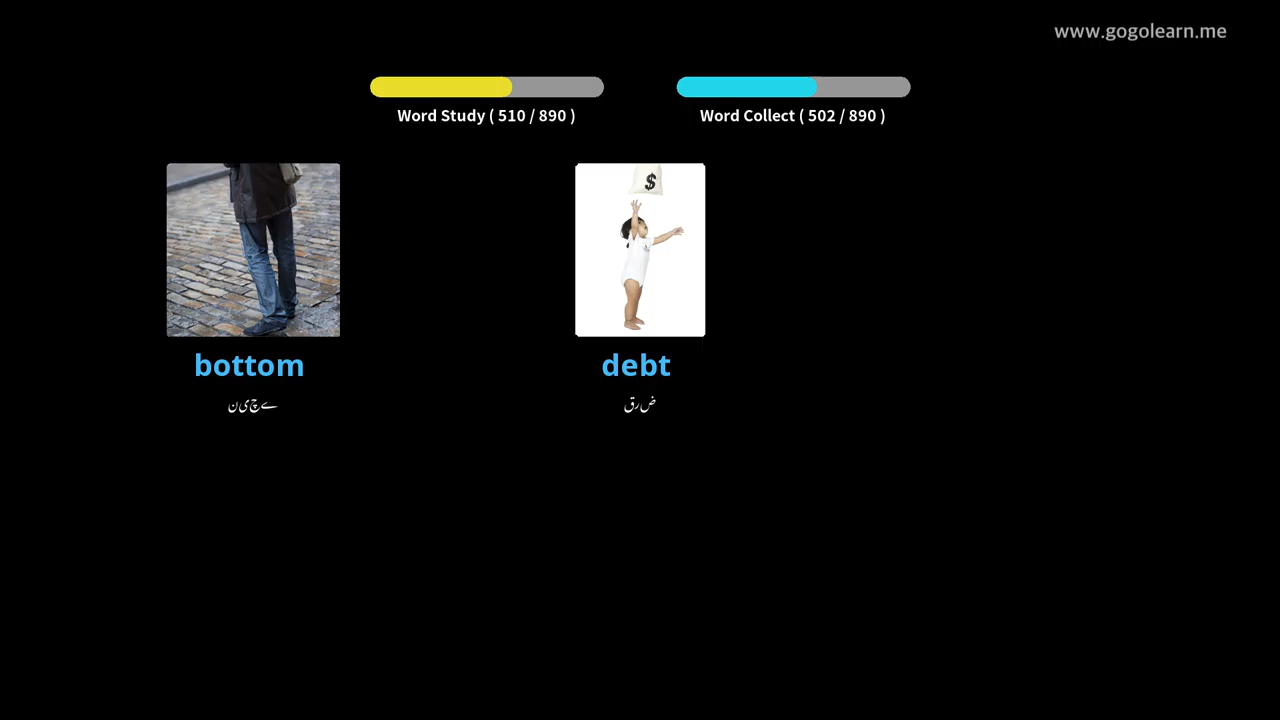 www.gogolearn.me
Word Study ( 510 / 890 )
Word Collect ( 502 / 890 )
bottom
ےچین
debt
ضرق